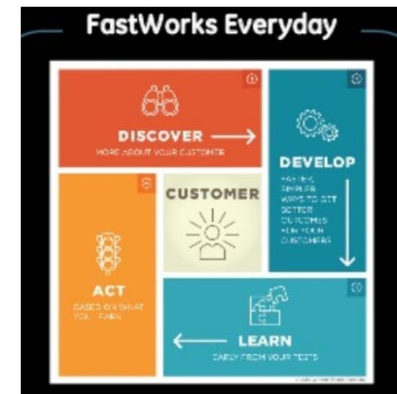 FastWorks Everyday
DISCOVER
MORE ABOUT YOUR CUSTOMER
DEVELOP
FASTER,
SIMPLER
WAYS TO GET
BETTER
OUTCOMES
FOR YOUR
CUSTOMERS
CUSTOMER
ACT
BASED ON WHAT
YOU LEARN
LEARN
EARLY FROM YOUR TESTS